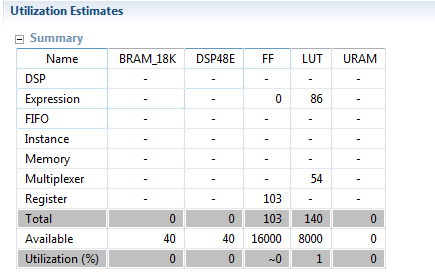 Utilization Estimates
Summary
Name BRAM_18K DSP48E FF LUT URAM
DSP - - - - -
Expression - - 0 86 -
FIFO - - - - -
Instance - - - - -
Memory - - - - -
Multiplexer - - - 54 -
Register - - 103 - -
Total 0 0 103 140 0
Available 40 40 16000 8000 0
Utilization (%) 0 0 ~0 1 0